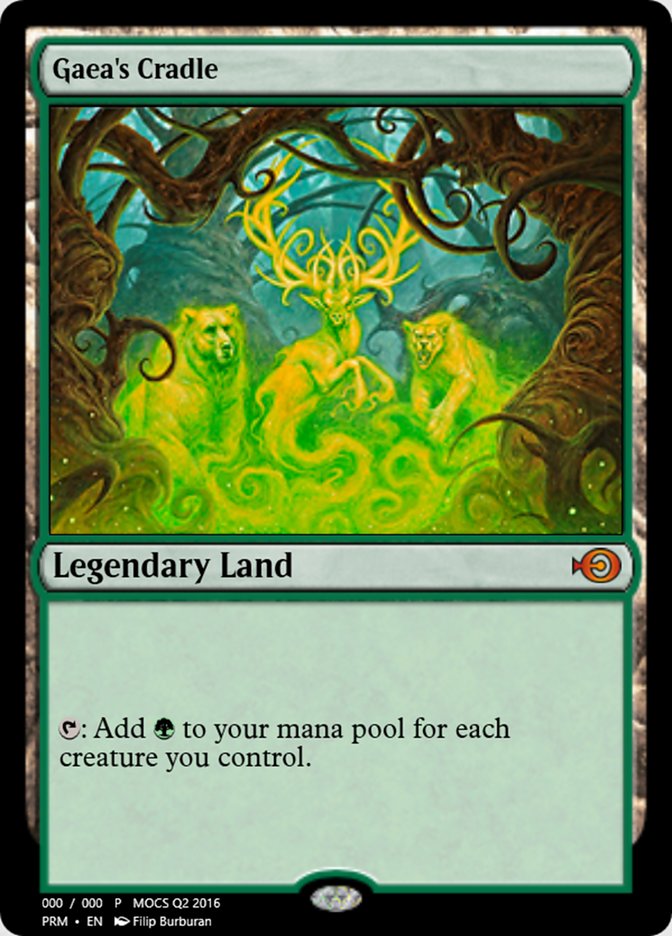 Gaea's Cradle
Legendary Land
: Add to your mana pool for each
creature you control.
000 / 000 P MOCS Q2 2016
PRM • EN Filip Burburan